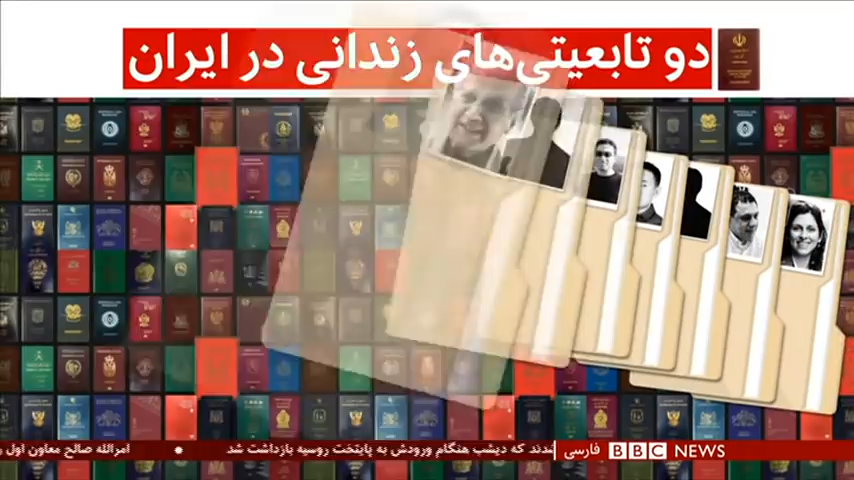 دو تابعیتی‌های زندانی در ایران
BBC NEWS فارسی
دند که دیشب هنگام ورودش به پایتخت روسیه بازداشت شد • امرالله صالح معاون اول